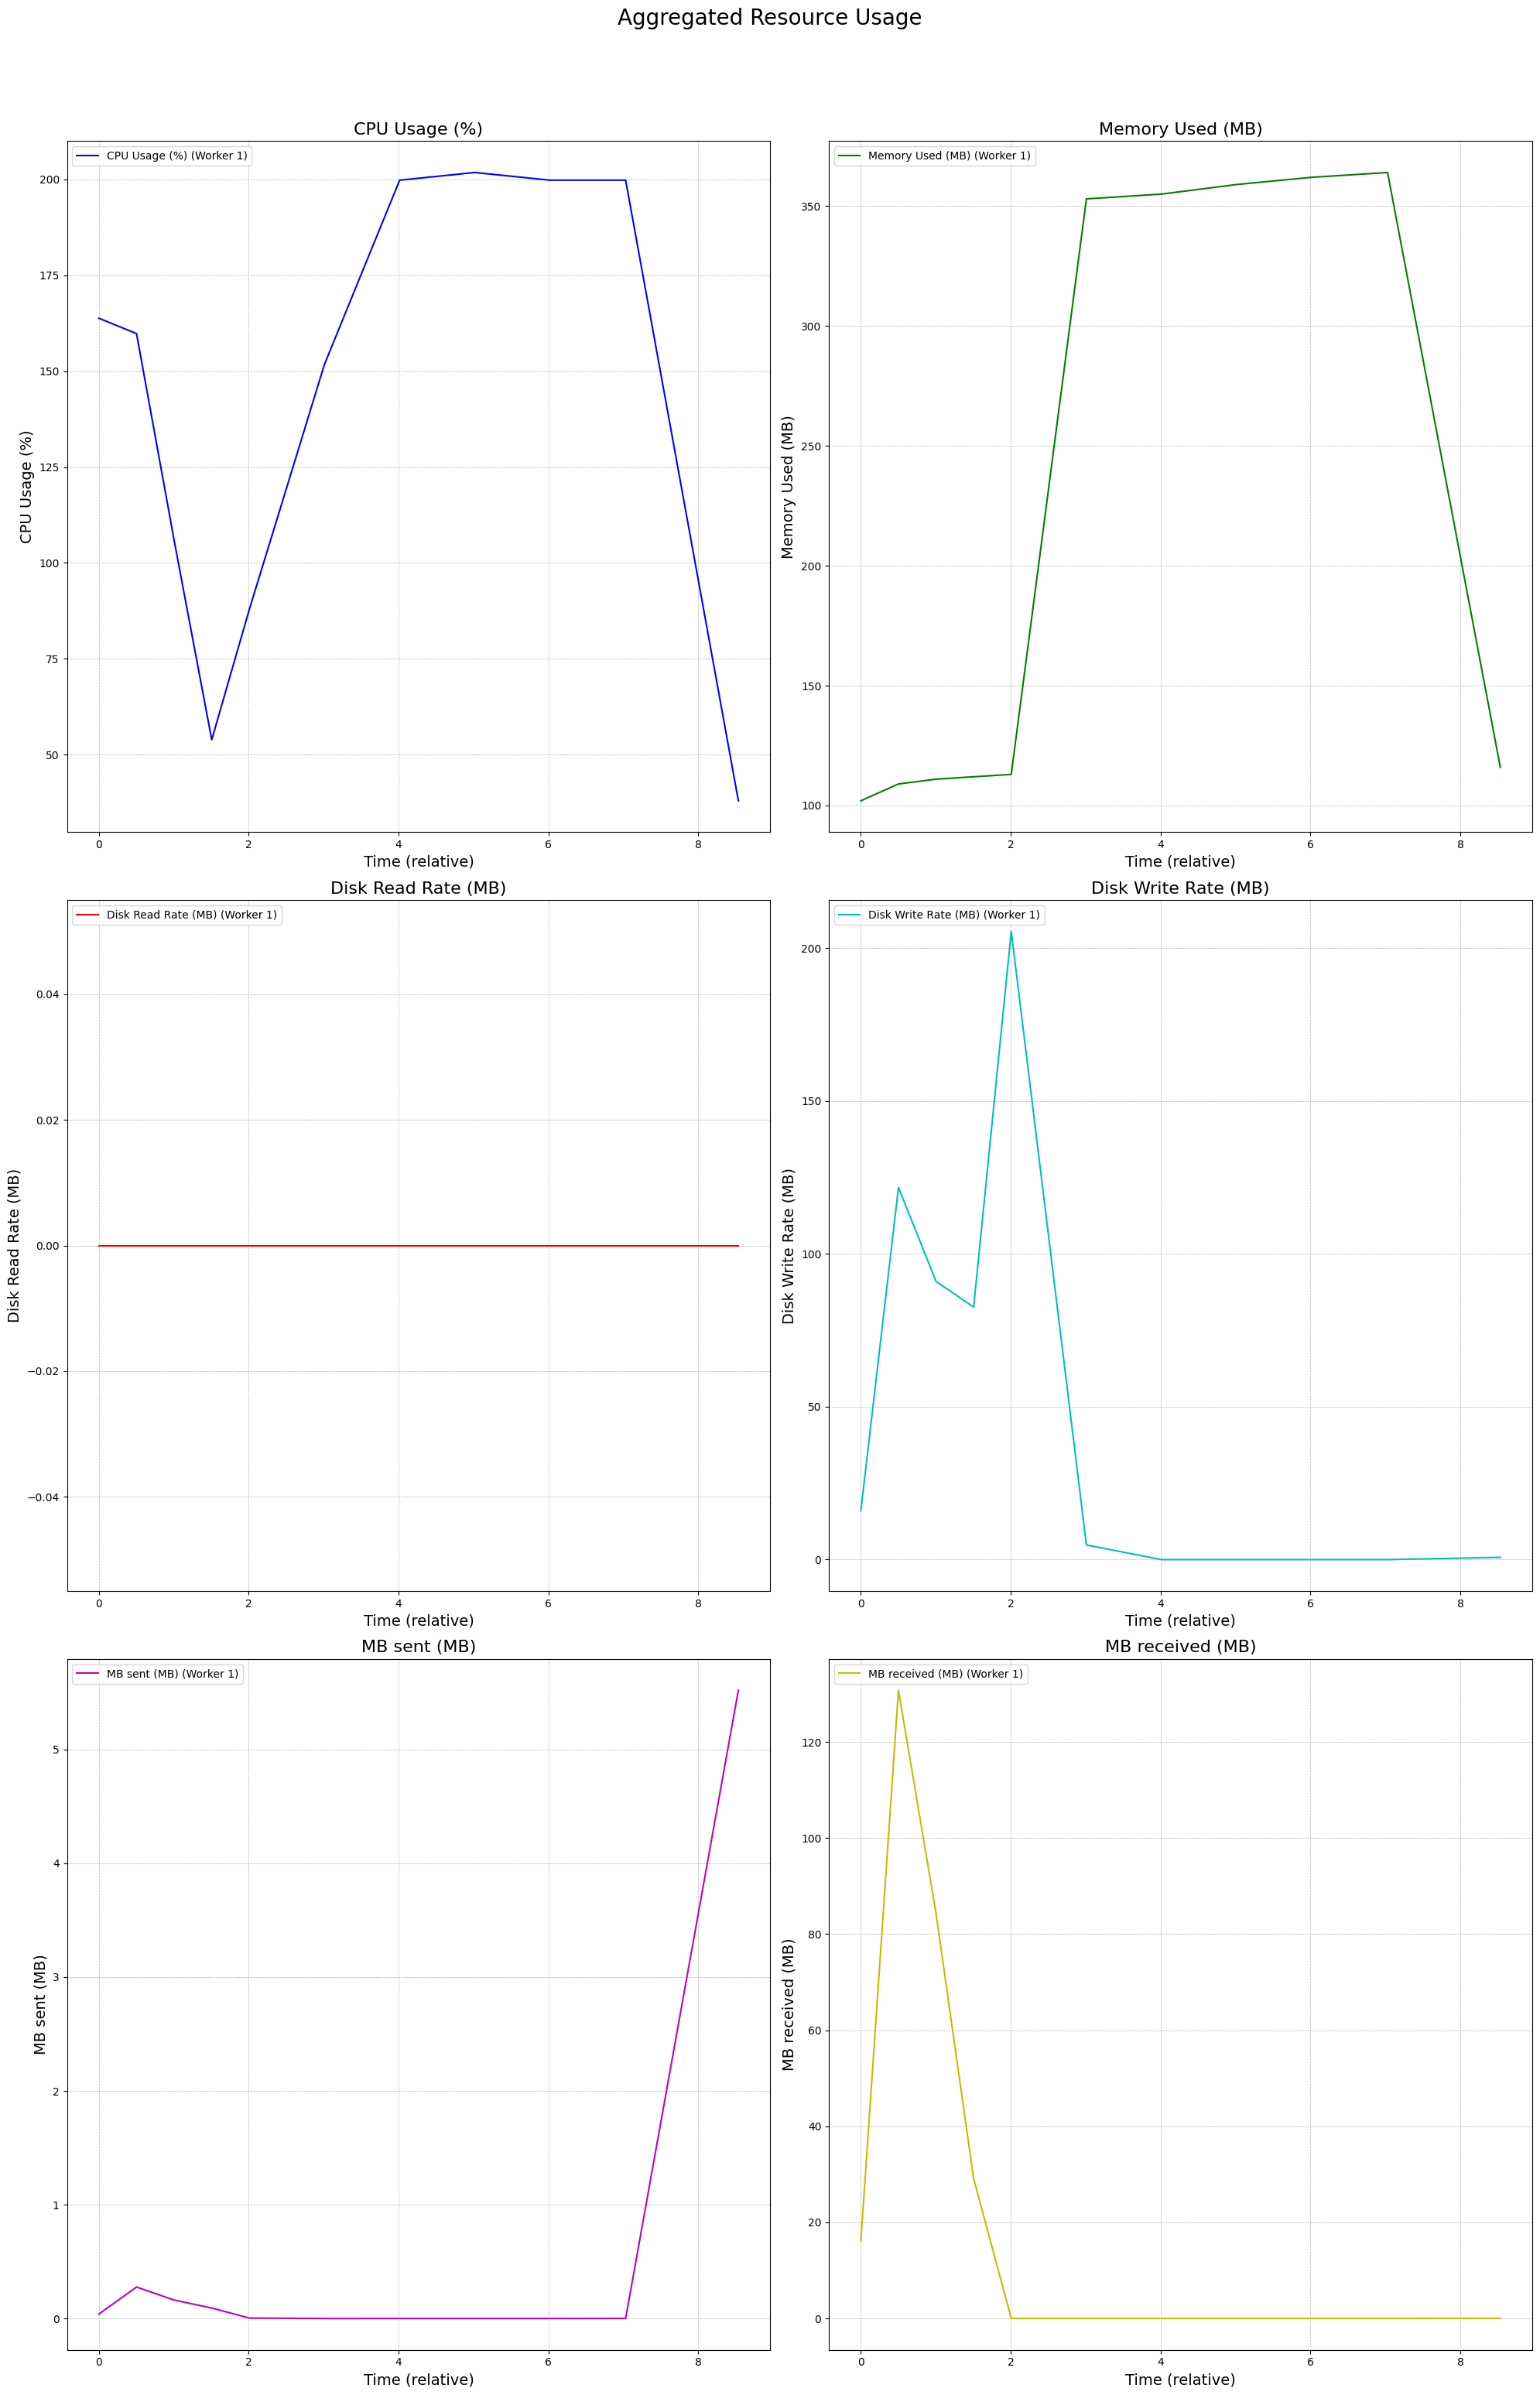 Aggregated Resource Usage
CPU Usage (%)
CPU Usage (%) (Worker 1)
200
175
150
125
100
75
50
CPU Usage (%)
0 2 4 6 8
Time (relative)
Memory Used (MB)
Memory Used (MB) (Worker 1)
350
300
250
200
150
100
Memory Used (MB)
0 2 4 6 8
Time (relative)
Disk Read Rate (MB)
Disk Read Rate (MB) (Worker 1)
0.04
0.02
0.00
−0.02
−0.04
Disk Read Rate (MB)
0 2 4 6 8
Time (relative)
Disk Write Rate (MB)
Disk Write Rate (MB) (Worker 1)
200
150
100
50
0
Disk Write Rate (MB)
0 2 4 6 8
Time (relative)
MB sent (MB)
MB sent (MB) (Worker 1)
5
4
3
2
1
0
MB sent (MB)
0 2 4 6 8
Time (relative)
MB received (MB)
MB received (MB) (Worker 1)
120
100
80
60
40
20
0
MB received (MB)
0 2 4 6 8
Time (relative)